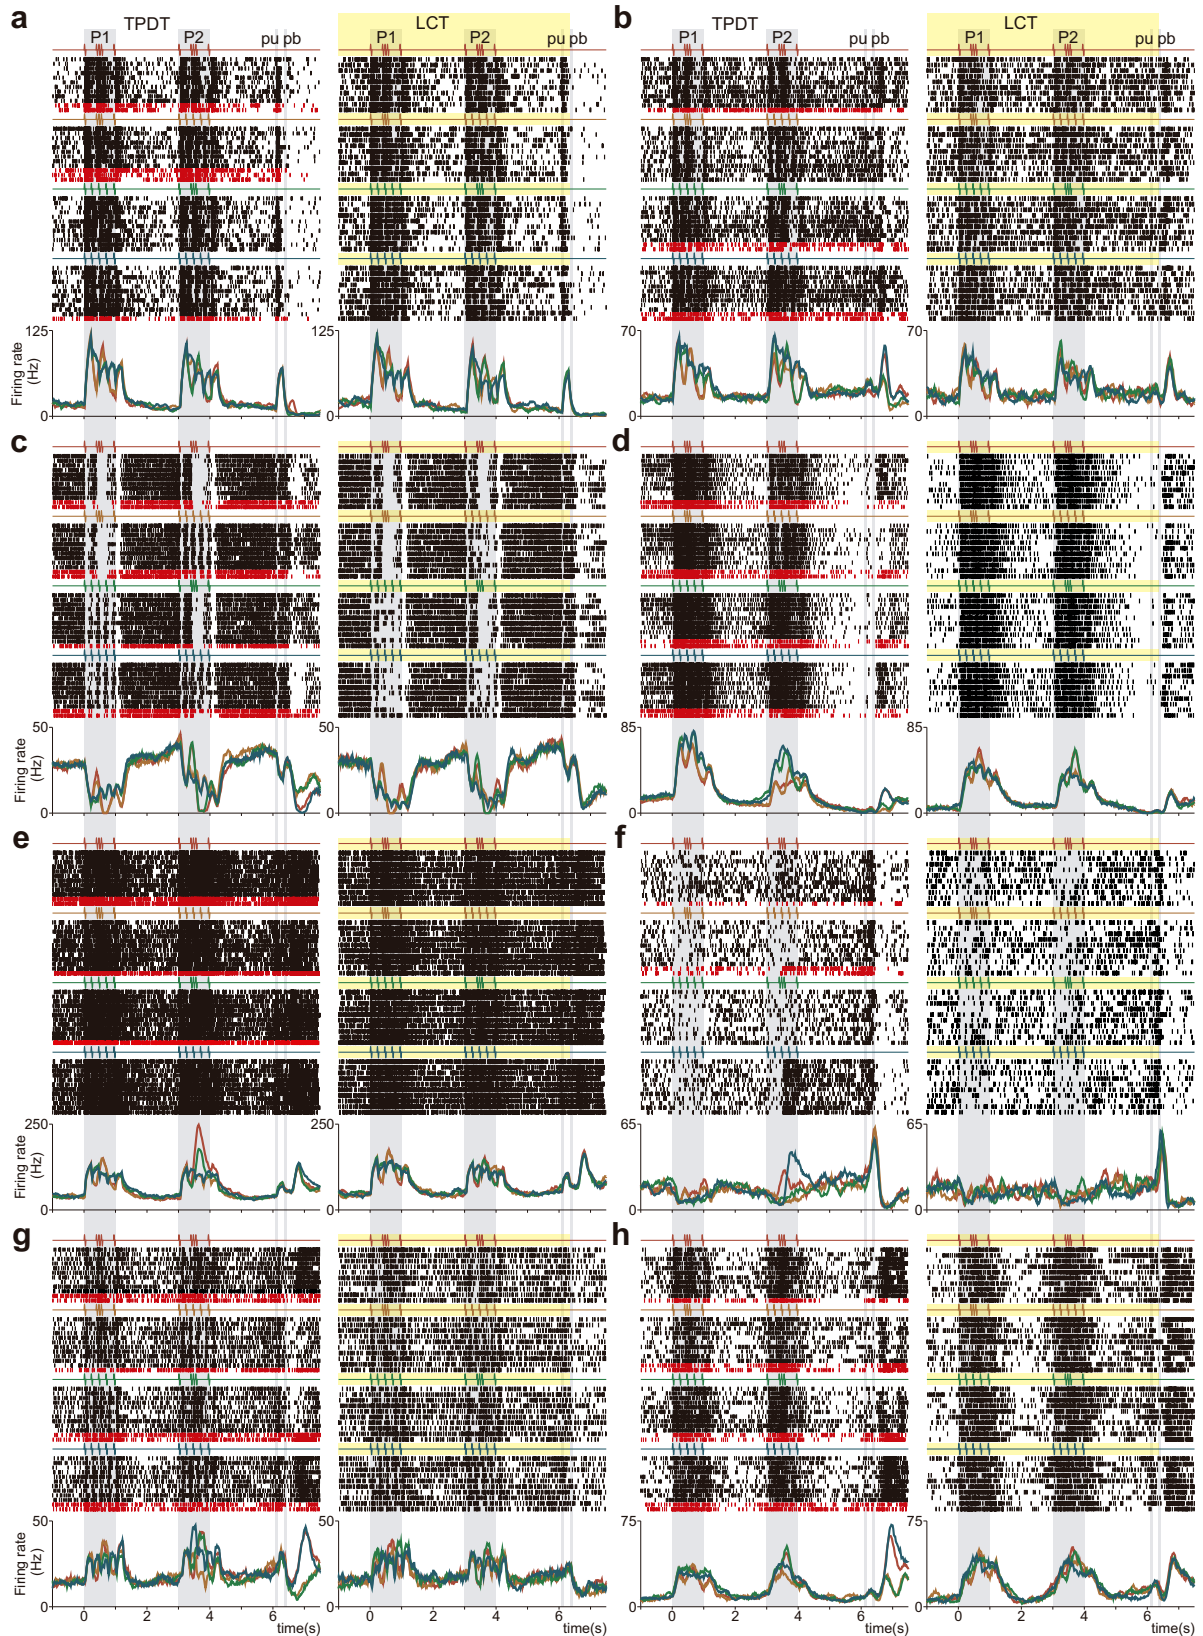 a TPDT LCT b TPDT LCT
P1 P2 pu pb P1 P2 pu pb P1 P2 pu pb P1 P2 pu pb
125 125 70 70
Firing rate
(Hz)
0 0 0 0
c d
50 50 85 85
Firing rate
(Hz)
0 0 0 0
e f
250 250 65 65
Firing rate
(Hz)
0 0 0 0
g h
50 50 75 75
Firing rate
(Hz)
0 0 0 0
0 2 4 6 0 2 4 6 0 2 4 6 0 2 4 6
time(s) time(s) time(s) time(s)